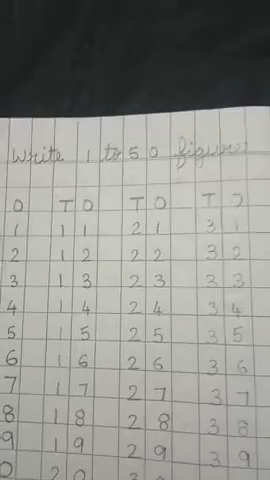 Write 1 to 50 figures
O T O T O T O
1 1 1 2 1 3 1
2 1 2 2 2 3 2
3 1 3 2 3 3 3
4 1 4 2 4 3 4
5 1 5 2 5 3 5
6 1 6 2 6 3 6
7 1 7 2 7 3 7
8 1 8 2 8 3 8
9 1 9 2 9 3 9
0 2 0